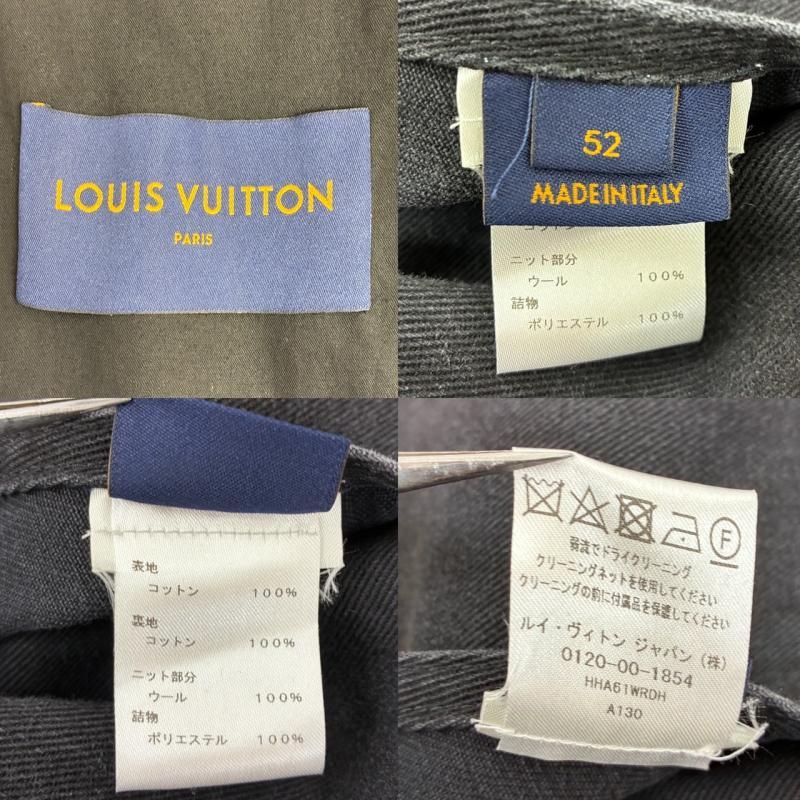 LOUIS VUITTON
PARIS
52
MADE IN ITALY
コットン
ニット部分
ウール 100%
詰物
ポリエステル 100%
表地
コットン 100%
裏地
コットン 100%
ニット部分
ウール 100%
詰物
ポリエステル 100%
F
弱流でドライクリーニング
クリーニングネットを使用してください
クリーニングの前に付属品を保護してください
ルイ・ヴィトン ジャパン (株)
0120-00-1854
HHA61WRDH
A130